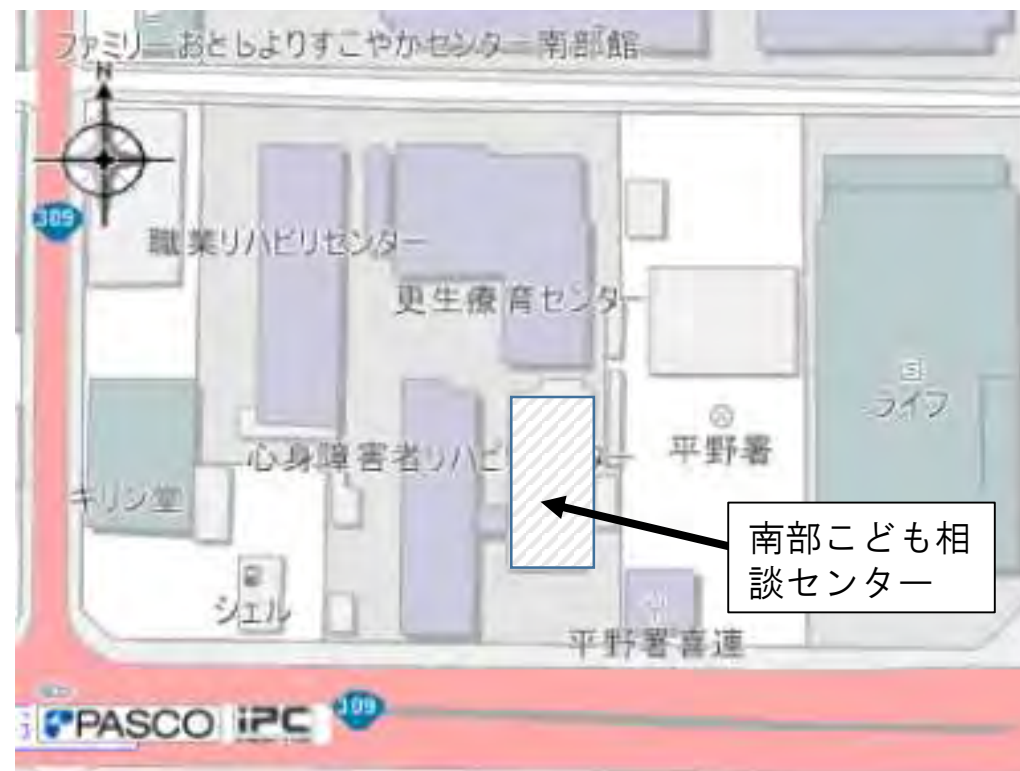 ファミリーおとしよりすこやかセンター南部館
N
309
職業リハビリセンター
更生療育センター
ライフ
平野署
心身障害者リハビ
キリン堂
南部こども相
談センター
シェル
平野署喜連
PASCO iPC
309